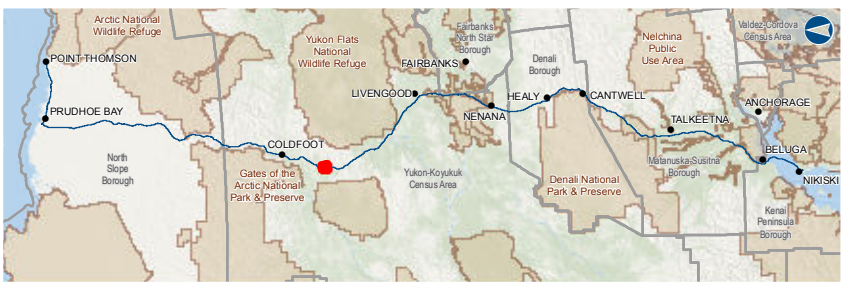 Arctic National
Wildlife Refuge
POINT THOMSON
PRUDHOE BAY
North
Slope
Borough
COLDFOOT
Gates of the
Arctic National
Park & Preserve
Yukon Flats
National
Wildlife Refuge
Fairbanks
North Star
Borough
FAIRBANKS
LIVENGOOD
NENANA
Yukon-Koyukuk
Census Area
Denali
Borough
HEALY
CANTWELL
Denali National
Park & Preserve
Nelchina
Public
Use Area
TALKEETNA
Matanuska-Susitna
Borough
Valdez-Cordova
Census Area
ANCHORAGE
BELUGA
NIKISKI
Kenai
Peninsula
Borough